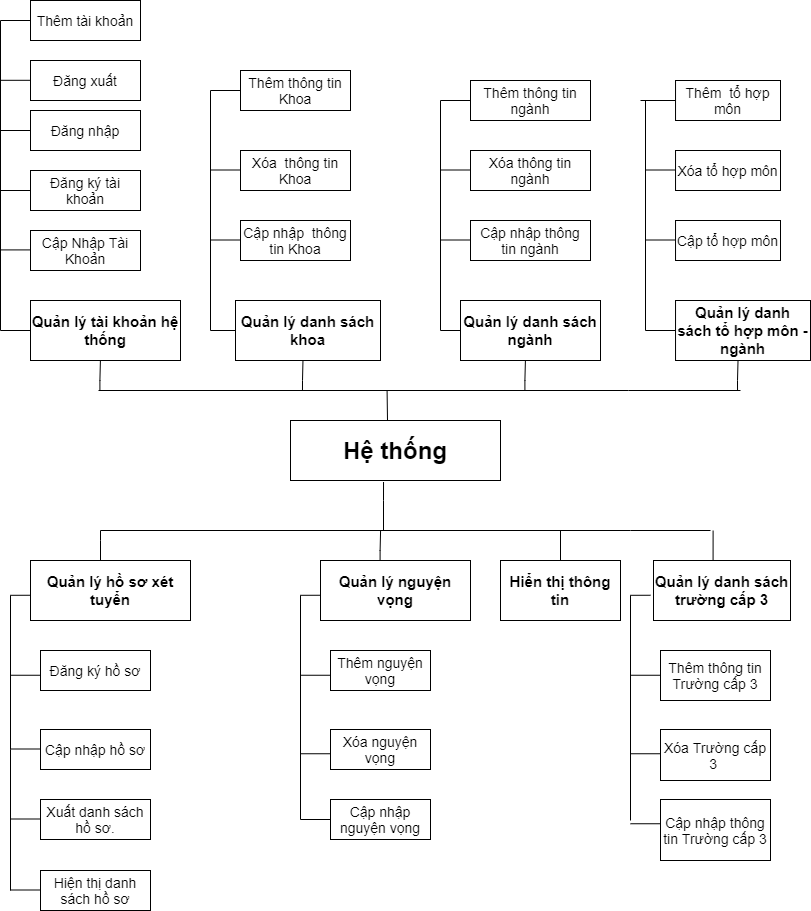 Thêm tài khoản
Đăng xuất
Đăng nhập
Đăng ký tài
khoản
Cập Nhập Tài
Khoản
Quản lý tài khoản hệ
thống
Thêm thông tin
Khoa
Xóa  thông tin
Khoa
Cập nhập  thông
tin Khoa
Quản lý danh sách
khoa
Thêm thông tin
ngành
Xóa thông tin
ngành
Cập nhập thông
tin ngành
Quản lý danh sách
ngành
Thêm  tổ hợp
môn
Xóa tổ hợp môn
Cập tổ hợp môn
Quản lý danh
sách tổ hợp môn -
ngành
Hệ thống
Quản lý hồ sơ xét
tuyển
Đăng ký hồ sơ
Cập nhập hồ sơ
Xuất danh sách
hồ sơ.
Hiện thị danh
sách hồ sơ
Quản lý nguyện
vọng
Thêm nguyện
vọng
Xóa nguyện
vọng
Cập nhập
nguyện vọng
Hiển thị thông
tin
Quản lý danh sách
trường cấp 3
Thêm thông tin
Trường cấp 3
Xóa Trường cấp
3
Cập nhập thông
tin Trường cấp 3